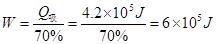 W = Q吸/70% = 4.2×10⁵J/70% = 6×10⁵J